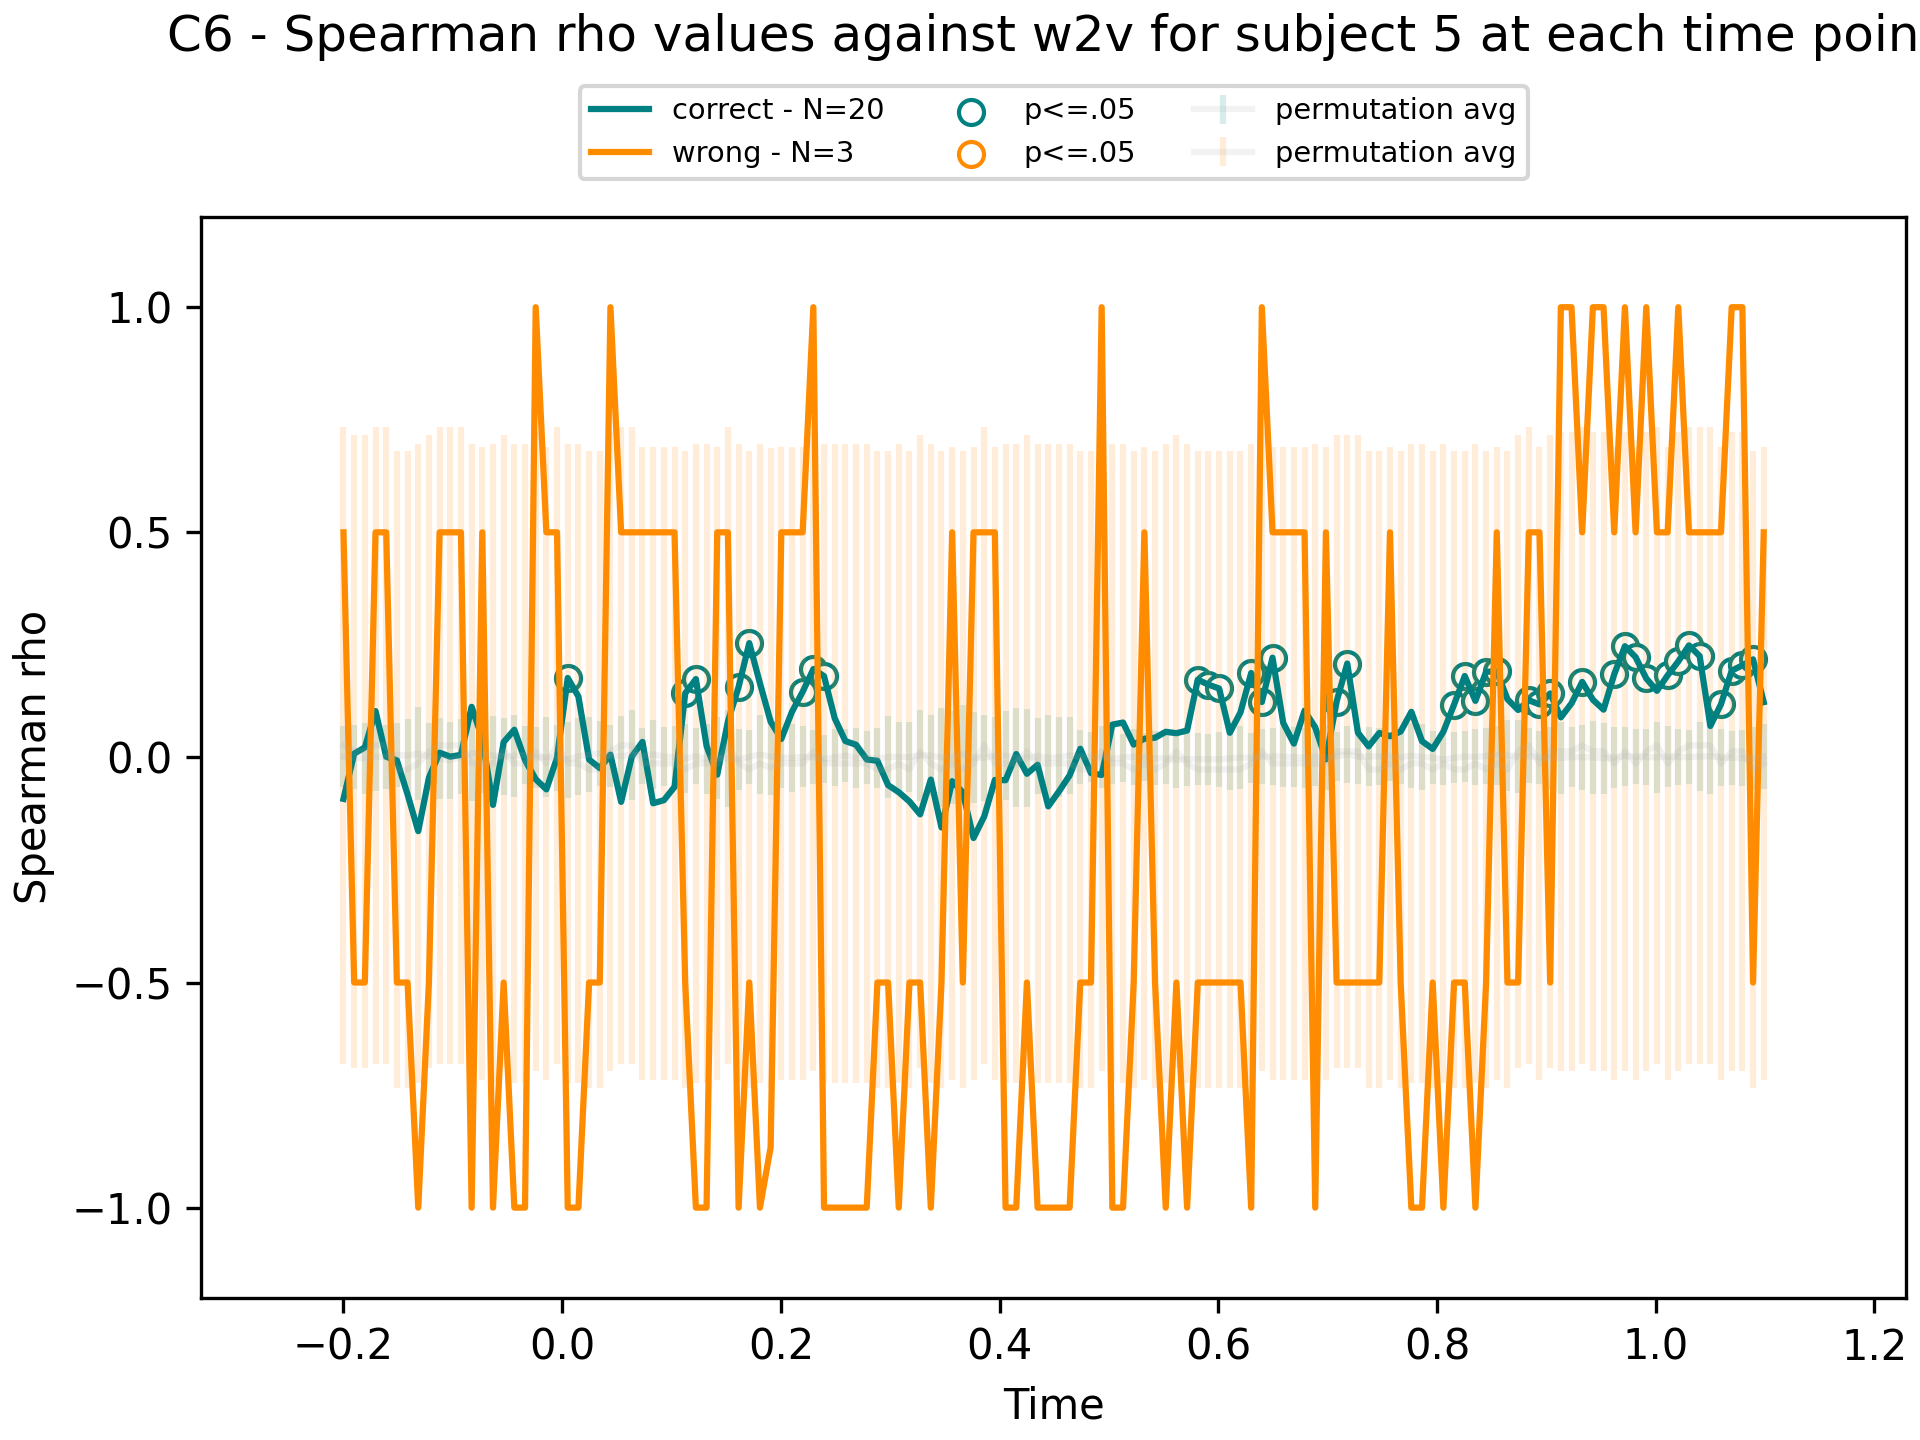 C6 - Spearman rho values against w2v for subject 5 at each time poin
correct - N=20
wrong - N=3
p<=.05
p<=.05
permutation avg
permutation avg
Spearman rho
1.0
0.5
0.0
−0.5
−1.0
−0.2
0.0
0.2
0.4
0.6
0.8
1.0
1.2
Time